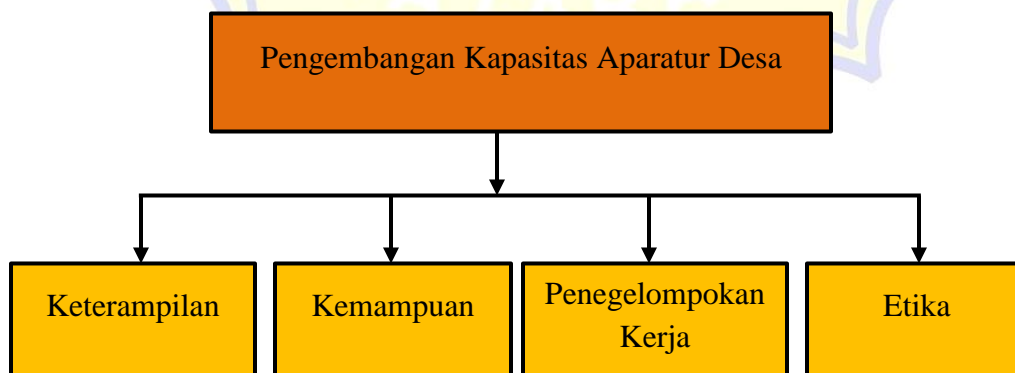 Pengembangan Kapasitas Aparatur Desa
Keterampilan
Kemampuan
Penegelompokan
Kerja
Etika